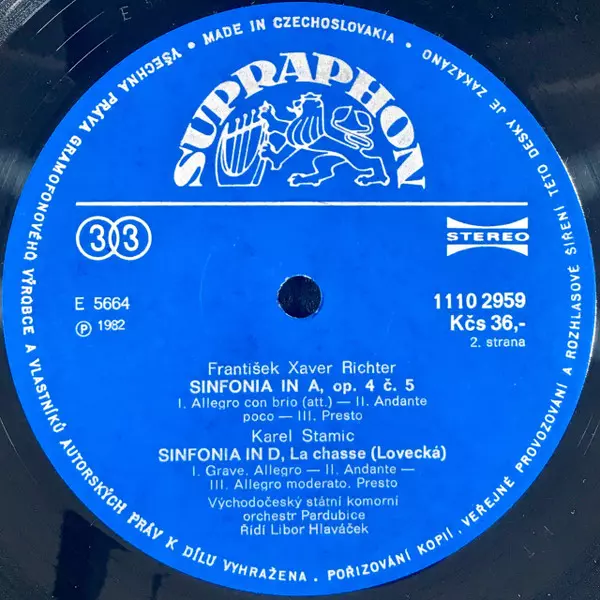 VŠECHNA PRÁVA GRAMOFONOVÉHO VÝROBCE A VLASTNÍKŮ AUTORSKÝCH PRÁV K DÍLU VYHRAŽENA . POŘIZOVÁNÍ KOPIÍ, VEŘEJNÉ PROVOZOVÁNÍ A ROZHLASOVÉ ŠÍŘENÍ TÉTO DESKY JE ZAKÁZÁNO
• MADE IN CZECHOSLOVAKIA •
SUPRAPHON
33
STEREO
E 5664
℗ 1982
1110 2959
Kčs 36,-
2. strana
František Xaver Richter
SINFONIA IN A, op. 4 č. 5
I. Allegro con brio (att.) — II. Andante
poco — III. Presto
Karel Stamic
SINFONIA IN D, La chasse (Lovecká)
I. Grave. Allegro — II. Andante —
III. Allegro moderato. Presto
Východočeský státní komorní
orchestr Pardubice
Řídí Libor Hlaváček